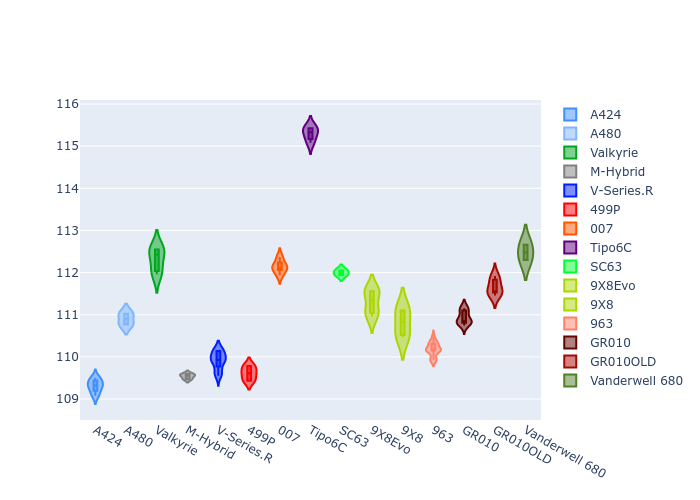 116
115
114
113
112
111
110
109
A424
A480
Valkyrie
M-Hybrid
V-Series.R
499P
007
Tipo6C
SC63
9X8Evo
9X8
963
GR010
GR010OLD
Vanderwell 680
A424
A480
Valkyrie
M-Hybrid
V-Series.R
499P
007
Tipo6C
SC63
9X8Evo
9X8
963
GR010
GR010OLD
Vanderwell 680